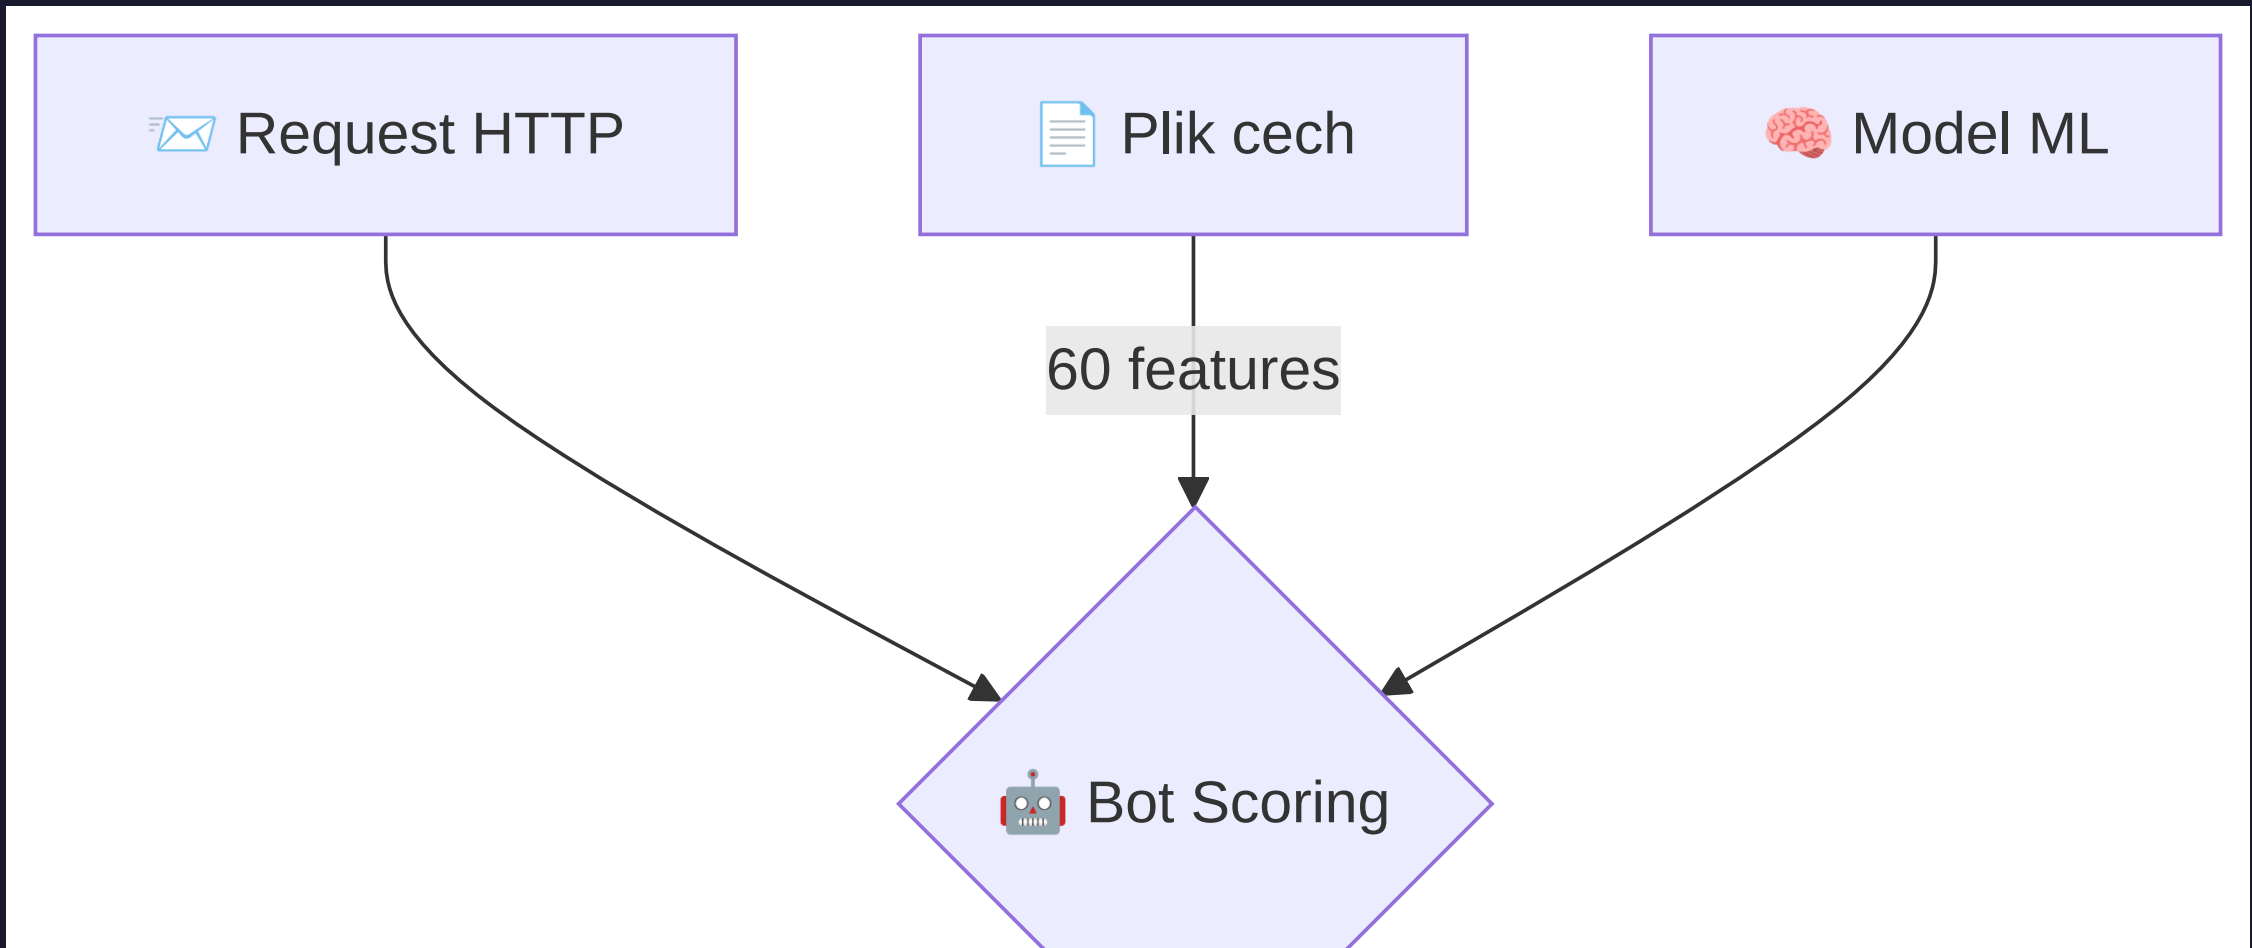 📨 Request HTTP
📄 Plik cech
🧠 Model ML
60 features
🤖 Bot Scoring